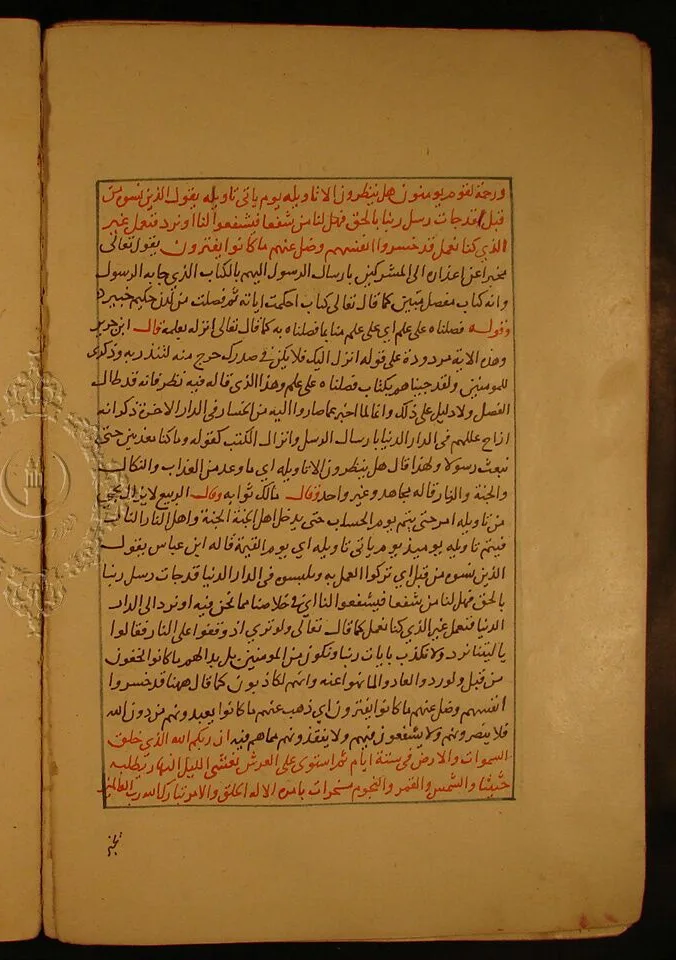 ورحمة لقوم يومنون هل ينظرون الا تاويله يوم ياتي تاويله يقول الذين نسوه من
قبل قد جات رسل ربنا بالحق فهل لنا من شفعا فيشفعوا لنا او نرد فنعمل غير
الذي كنا نعمل قد خسروا انفسهم وضل عنهم ما كانوا يفترون يقول تعالى
مخبرا عن اعذاره الى المشركين بارسال الرسول اليهم بالكتاب الذي جا به الرسول
وانه كتاب مفصل مبين كما قال تعالى كتاب احكمت اياته ثم فصلت من لدن حكيم خبير
وقوله فصلناه على علم اي على علم منا بما فصلناه به كما قال تعالى انزله بعلمه قال ابن جرير
وهذه الاية مردودة على قوله انزل اليك فلا يكن في صدرك حرج منه لتنذر به وذكرى
للمومنين ولقد جيناهم بكتاب فصلناه على علم وهذا الذي قاله فيه نظر فانه قد طال
الفصل ولا دليل على ذلك وانما لما اخبر بما صاروا اليه من الخسار في الدار الاخرة ذكر انه
ازاح عللهم في الدار الدنيا بارسال الرسل وانزال الكتب كقوله وما كنا معذبين حتى
نبعث رسولا ولهذا قال هل ينظرون الا تاويله اي ما وعد من العذاب والنكال
والجنة والنار قاله مجاهد وغير واحد وقال مالك ثوابه وقال الربيع لا يزال يجي
من تاويله امر حتى يتم يوم الحساب حتى يدخل اهل الجنة الجنة واهل النار النار
فيتم تاويله يوميذ يوم ياتي تاويله اي يوم القيمة قاله ابن عباس يقول
الذين نسوه من قبل اي تركوا العمل به وتناسوه في الدار الدنيا قد جات رسل ربنا
بالحق فهل لنا من شفعا فيشفعوا لنا اي في خلاصنا مما نحن فيه او نرد الى الدار
الدنيا فنعمل غير الذي كنا نعمل كما قال تعالى ولو ترى اذ وقفوا على النار فقالوا
يا ليتنا نرد ولا نكذب بايات ربنا ونكون من المومنين بل بدا لهم ما كانوا يخفون
من قبل ولو ردوا لعادوا لما نهوا عنه وانهم لكاذبون كما قال ههنا قد خسروا
انفسهم وضل عنهم ما كانوا يفترون اي ذهب عنهم ما كانوا يعبدونهم من دون الله
فلا ينصرونهم ولا يشفعون فيهم ولا ينقذونهم مما هم فيه ان ربكم الله الذي خلق
السموات والارض في ستة ايام ثم استوى على العرش يغشى الليل النهار يطلبه
حثيثا والشمس والقمر والنجوم مسخرات بامره الا له الخلق والامر تبارك الله رب العالمين